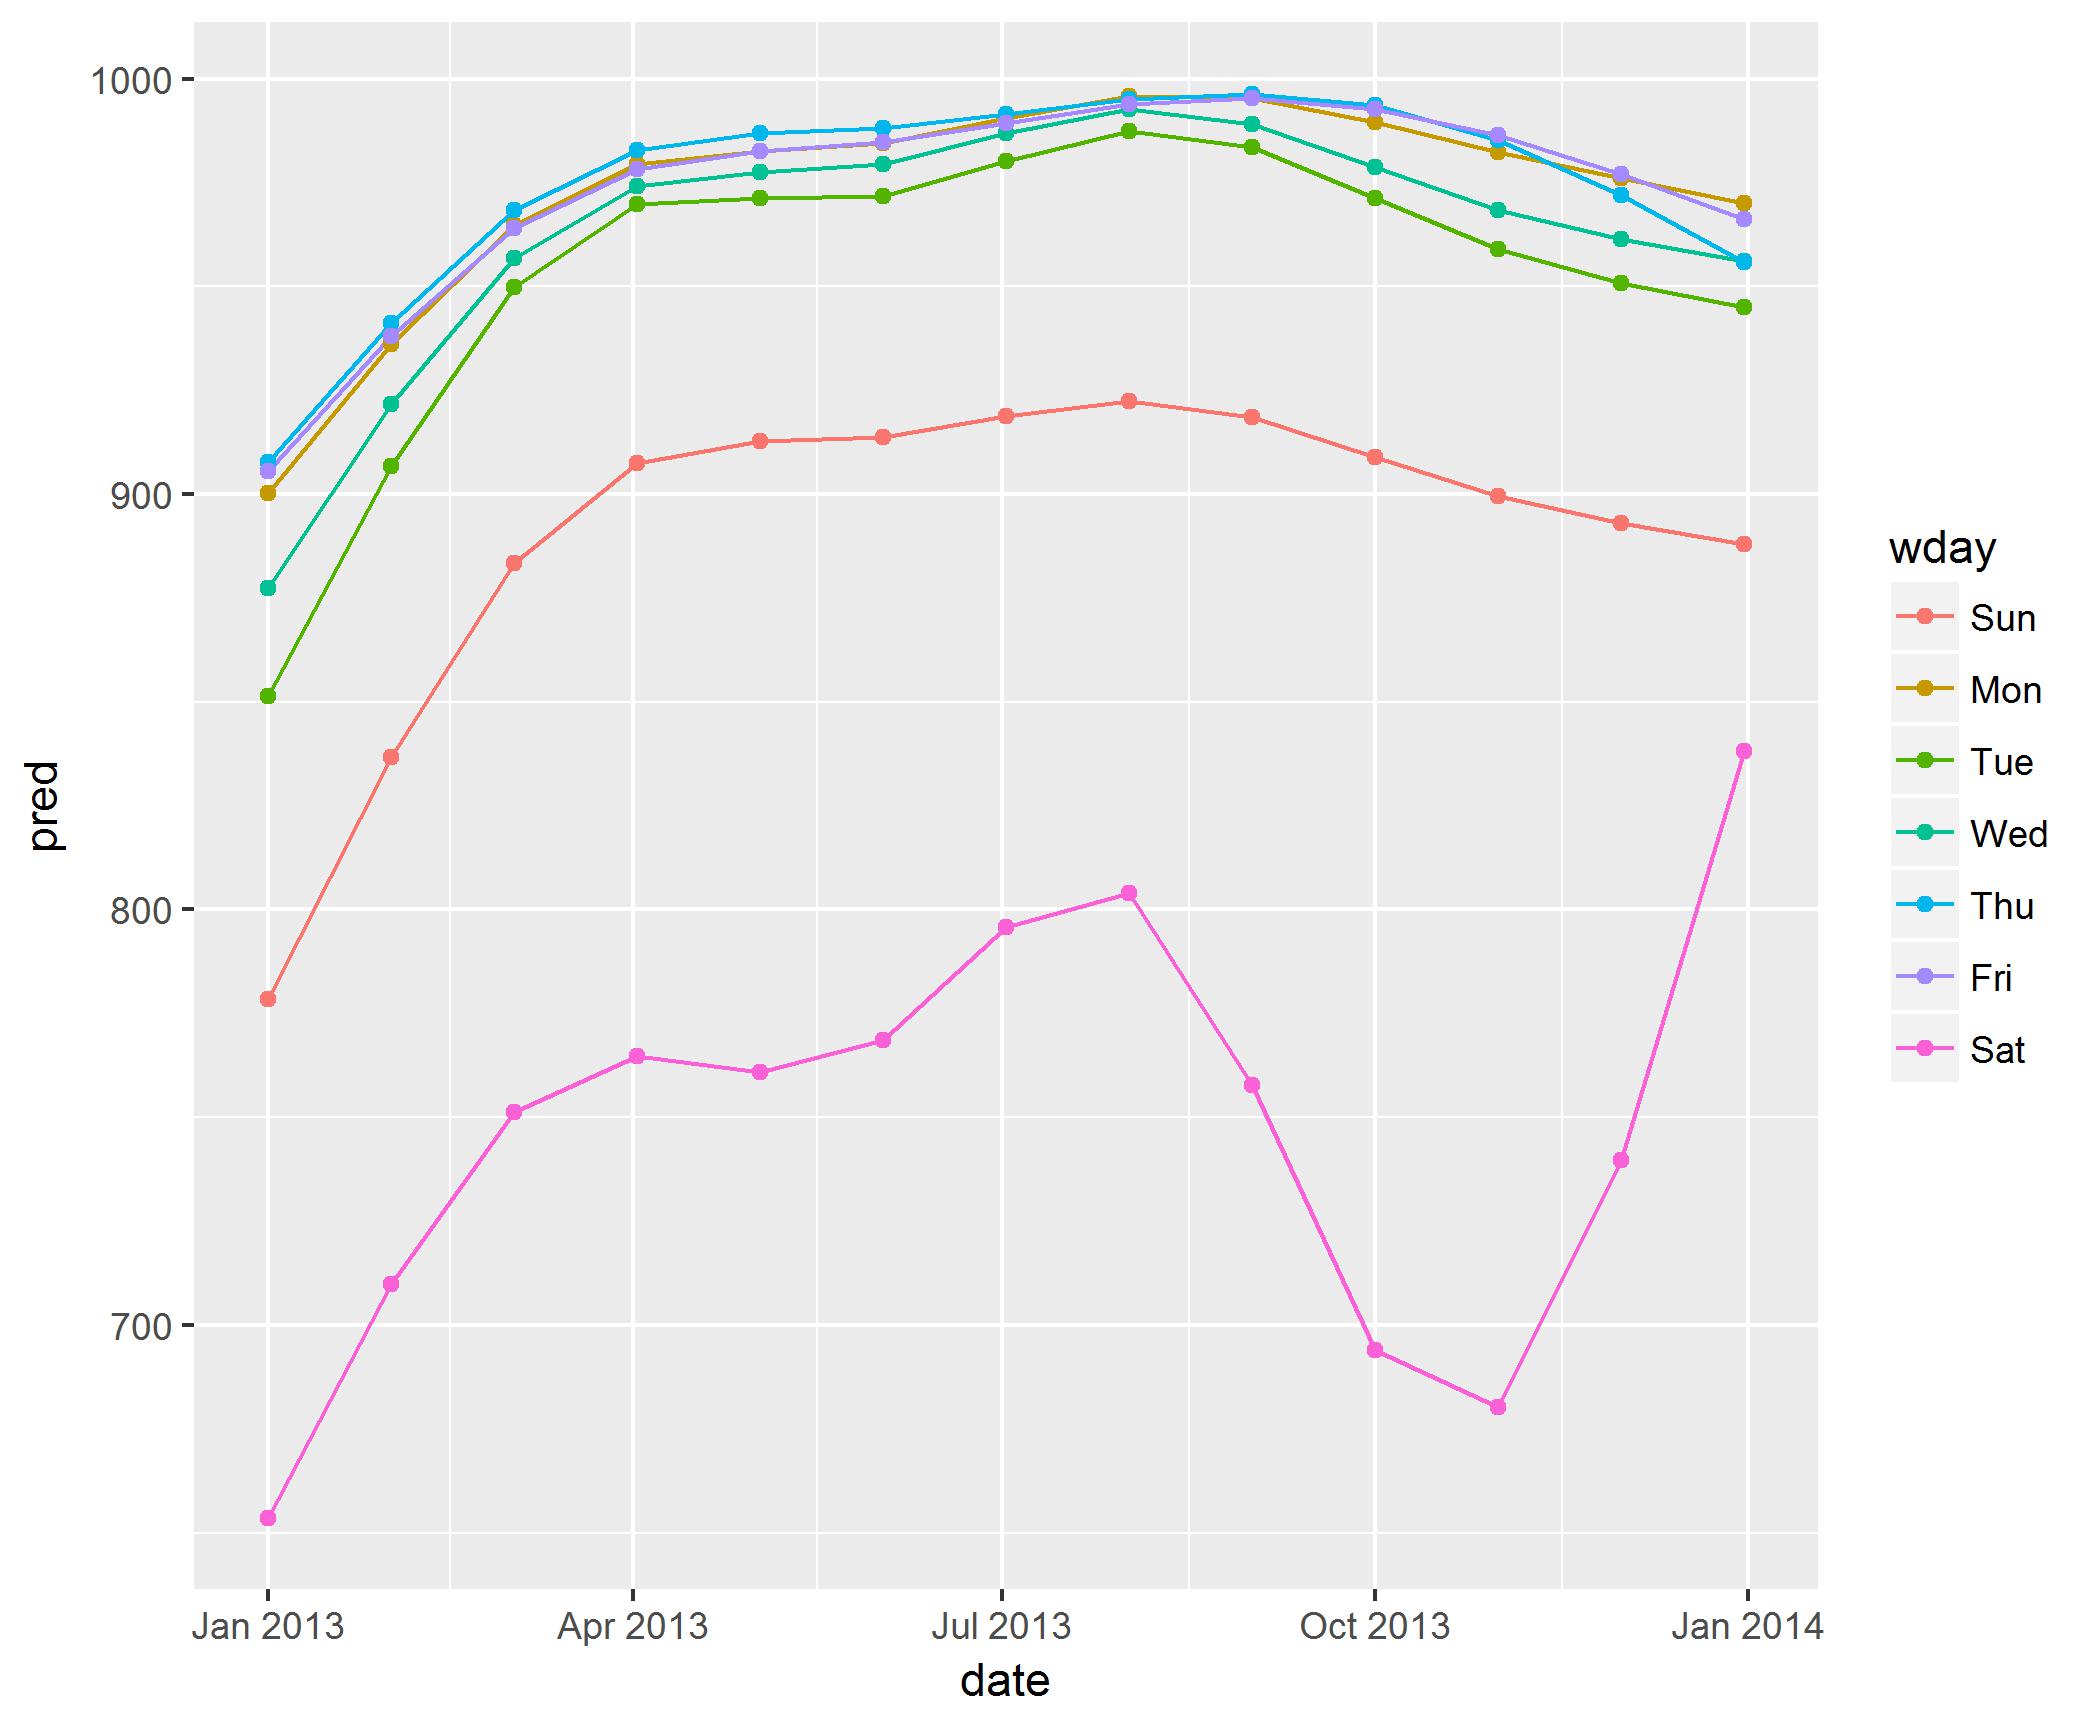 1000
900
800
700
pred
Jan 2013
Apr 2013
Jul 2013
Oct 2013
Jan 2014
date
wday
Sun
Mon
Tue
Wed
Thu
Fri
Sat